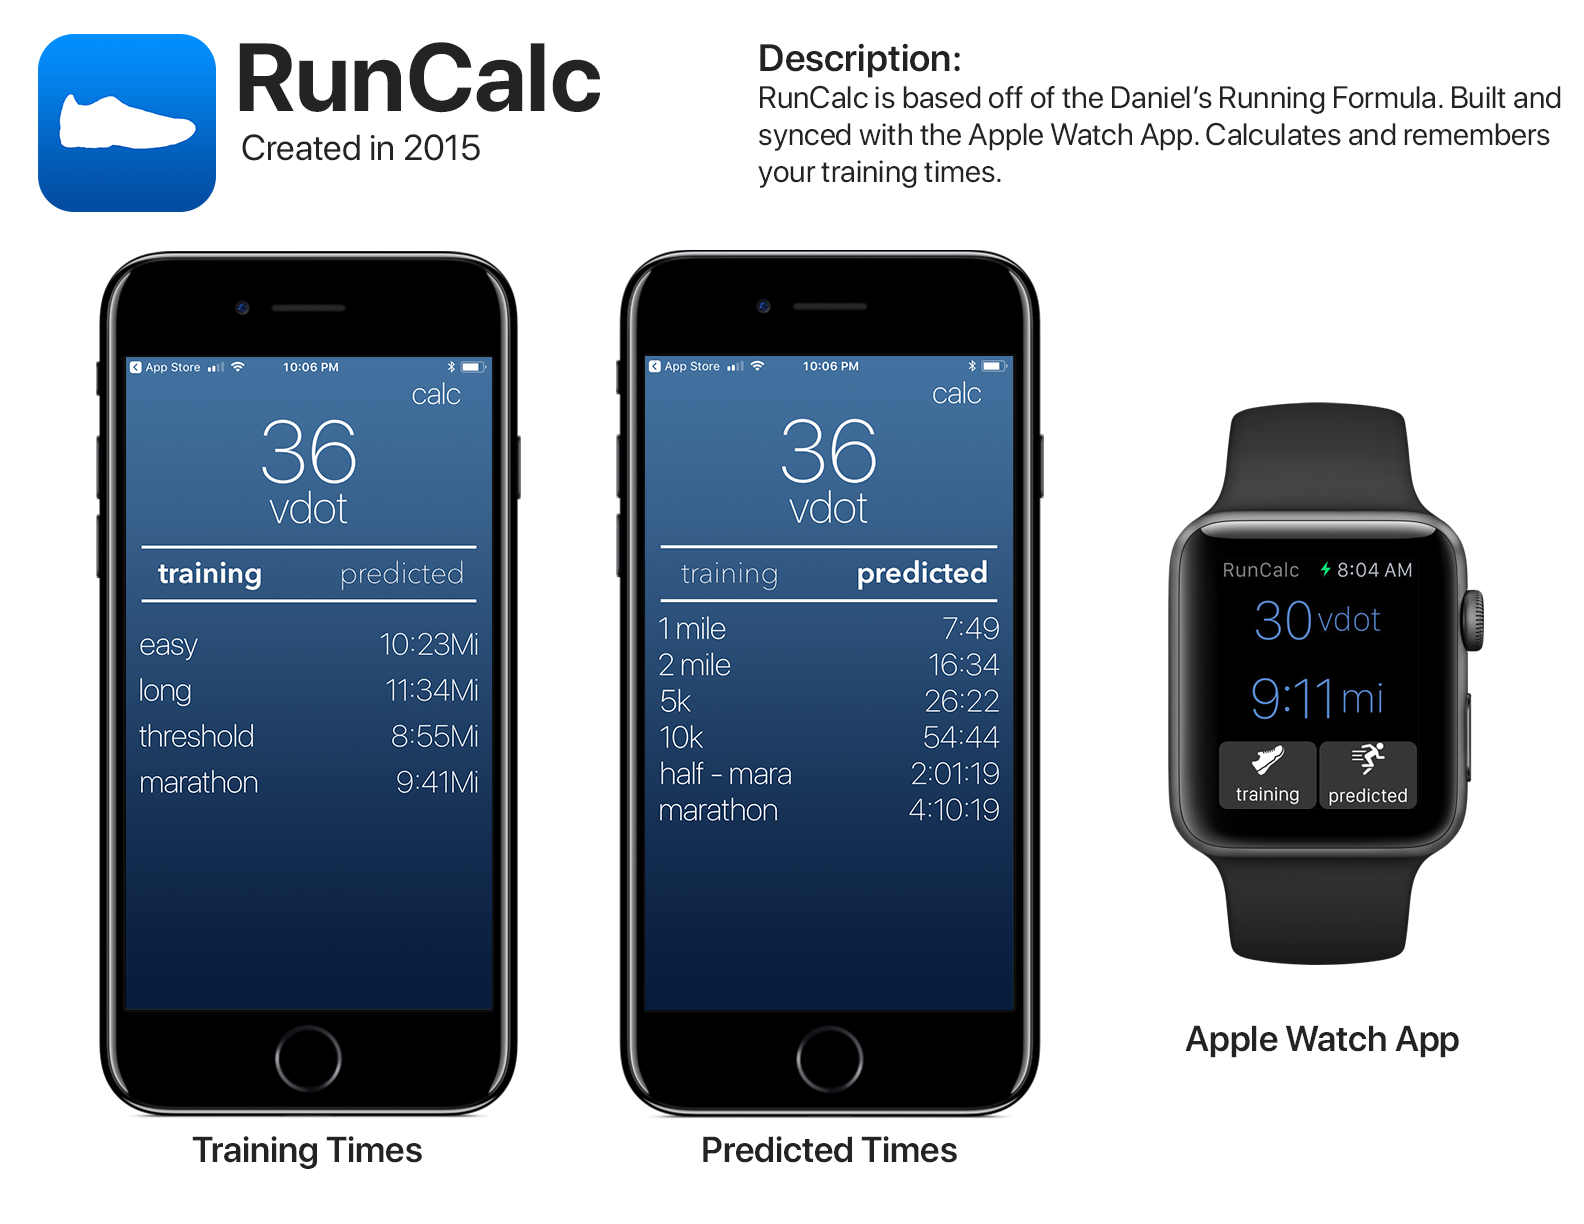 RunCalc
Created in 2015
Description:
RunCalc is based off of the Daniel's Running Formula. Built and
synced with the Apple Watch App. Calculates and remembers
your training times.
App Store 10:06 PM
calc
36
vdot
training predicted
easy 10:23Mi
long 11:34Mi
threshold 8:55Mi
marathon 9:41Mi
Training Times
App Store 10:06 PM
calc
36
vdot
training predicted
1 mile 7:49
2 mile 16:34
5k 26:22
10k 54:44
half - mara 2:01:19
marathon 4:10:19
Predicted Times
RunCalc 8:04 AM
30 vdot
9:11 mi
training predicted
Apple Watch App